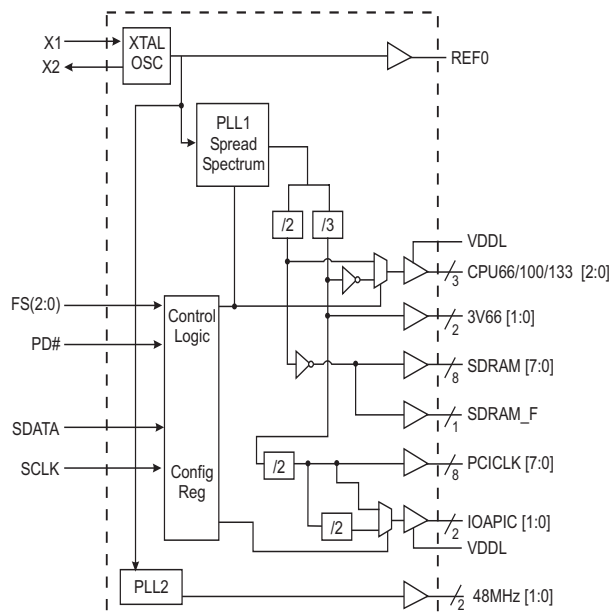 X1
X2
XTAL
OSC
REF0
PLL1
Spread
Spectrum
/2
/3
VDDL
CPU66/100/133 [2:0]
3
FS(2:0)
Control
Logic
3V66 [1:0]
2
PD#
SDRAM [7:0]
8
SDRAM_F
1
SDATA
SCLK
Config
Reg
/2
PCICLK [7:0]
8
/2
IOAPIC [1:0]
2
VDDL
PLL2
48MHz [1:0]
2